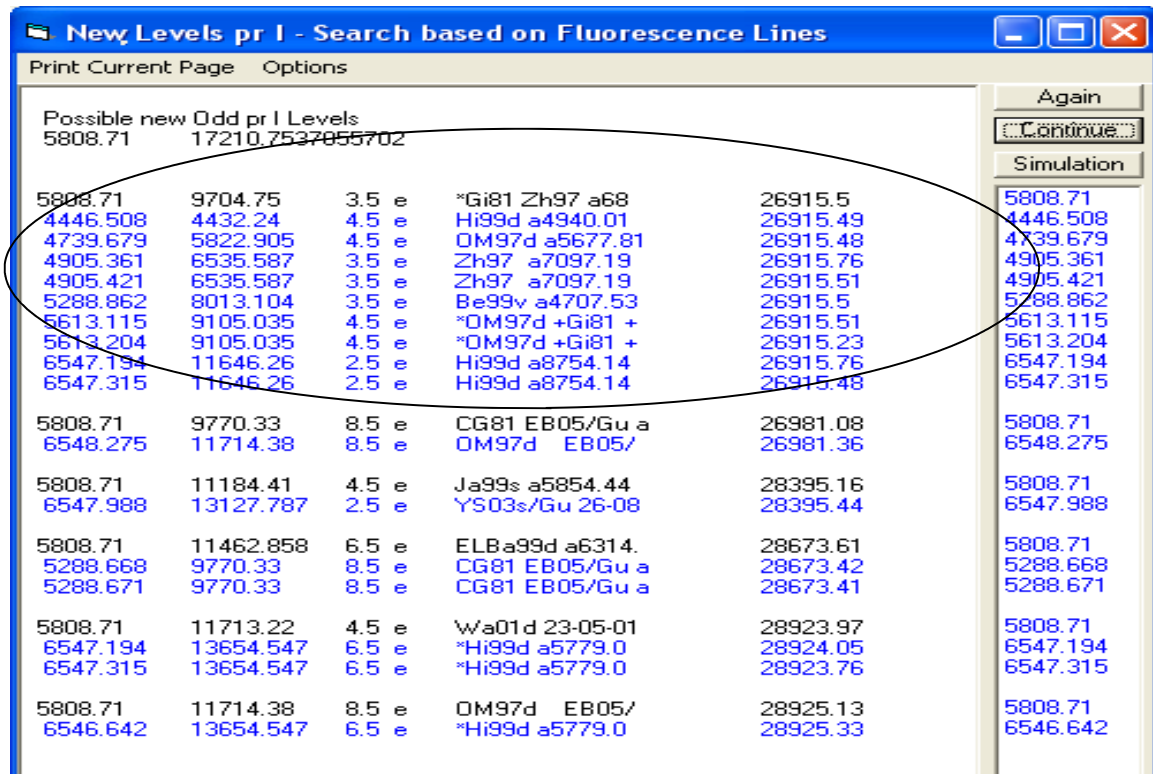 New Levels pr I - Search based on Fluorescence Lines
Print Current Page Options
Again
Continue
Simulation
Possible new Odd pr I Levels
5808.71 17210.7537055702
5808.71 9704.75 3.5 e *Gi81 Zh97 a68 26915.5 5808.71
4446.508 4432.24 4.5 e Hi99d a4940.01 26915.49 4446.508
4739.679 5822.905 4.5 e OM97d a5677.81 26915.48 4739.679
4905.361 6535.587 3.5 e Zh97 a7097.19 26915.76 4905.361
4905.421 6535.587 3.5 e Zh97 a7097.19 26915.51 4905.421
5288.862 8013.104 3.5 e Be99v a4707.53 26915.5 5288.862
5613.115 9105.035 4.5 e *OM97d +Gi81 + 26915.51 5613.115
5613.204 9105.035 4.5 e *OM97d +Gi81 + 26915.23 5613.204
6547.194 11646.26 2.5 e Hi99d a8754.14 26915.76 6547.194
6547.315 11646.26 2.5 e Hi99d a8754.14 26915.48 6547.315
5808.71 9770.33 8.5 e CG81 EB05/Gu a 26981.08 5808.71
6548.275 11714.38 8.5 e OM97d EB05/ 26981.36 6548.275
5808.71 11184.41 4.5 e Ja99s a5854.44 28395.16 5808.71
6547.988 13127.787 2.5 e YS03s/Gu 26-08 28395.44 6547.988
5808.71 11462.858 6.5 e ELBa99d a6314. 28673.61 5808.71
5288.668 9770.33 8.5 e CG81 EB05/Gu a 28673.42 5288.668
5288.671 9770.33 8.5 e CG81 EB05/Gu a 28673.41 5288.671
5808.71 11713.22 4.5 e Wa01d 23-05-01 28923.97 5808.71
6547.194 13654.547 6.5 e *Hi99d a5779.0 28924.05 6547.194
6547.315 13654.547 6.5 e *Hi99d a5779.0 28923.76 6547.315
5808.71 11714.38 8.5 e OM97d EB05/ 28925.13 5808.71
6546.642 13654.547 6.5 e *Hi99d a5779.0 28925.33 6546.642